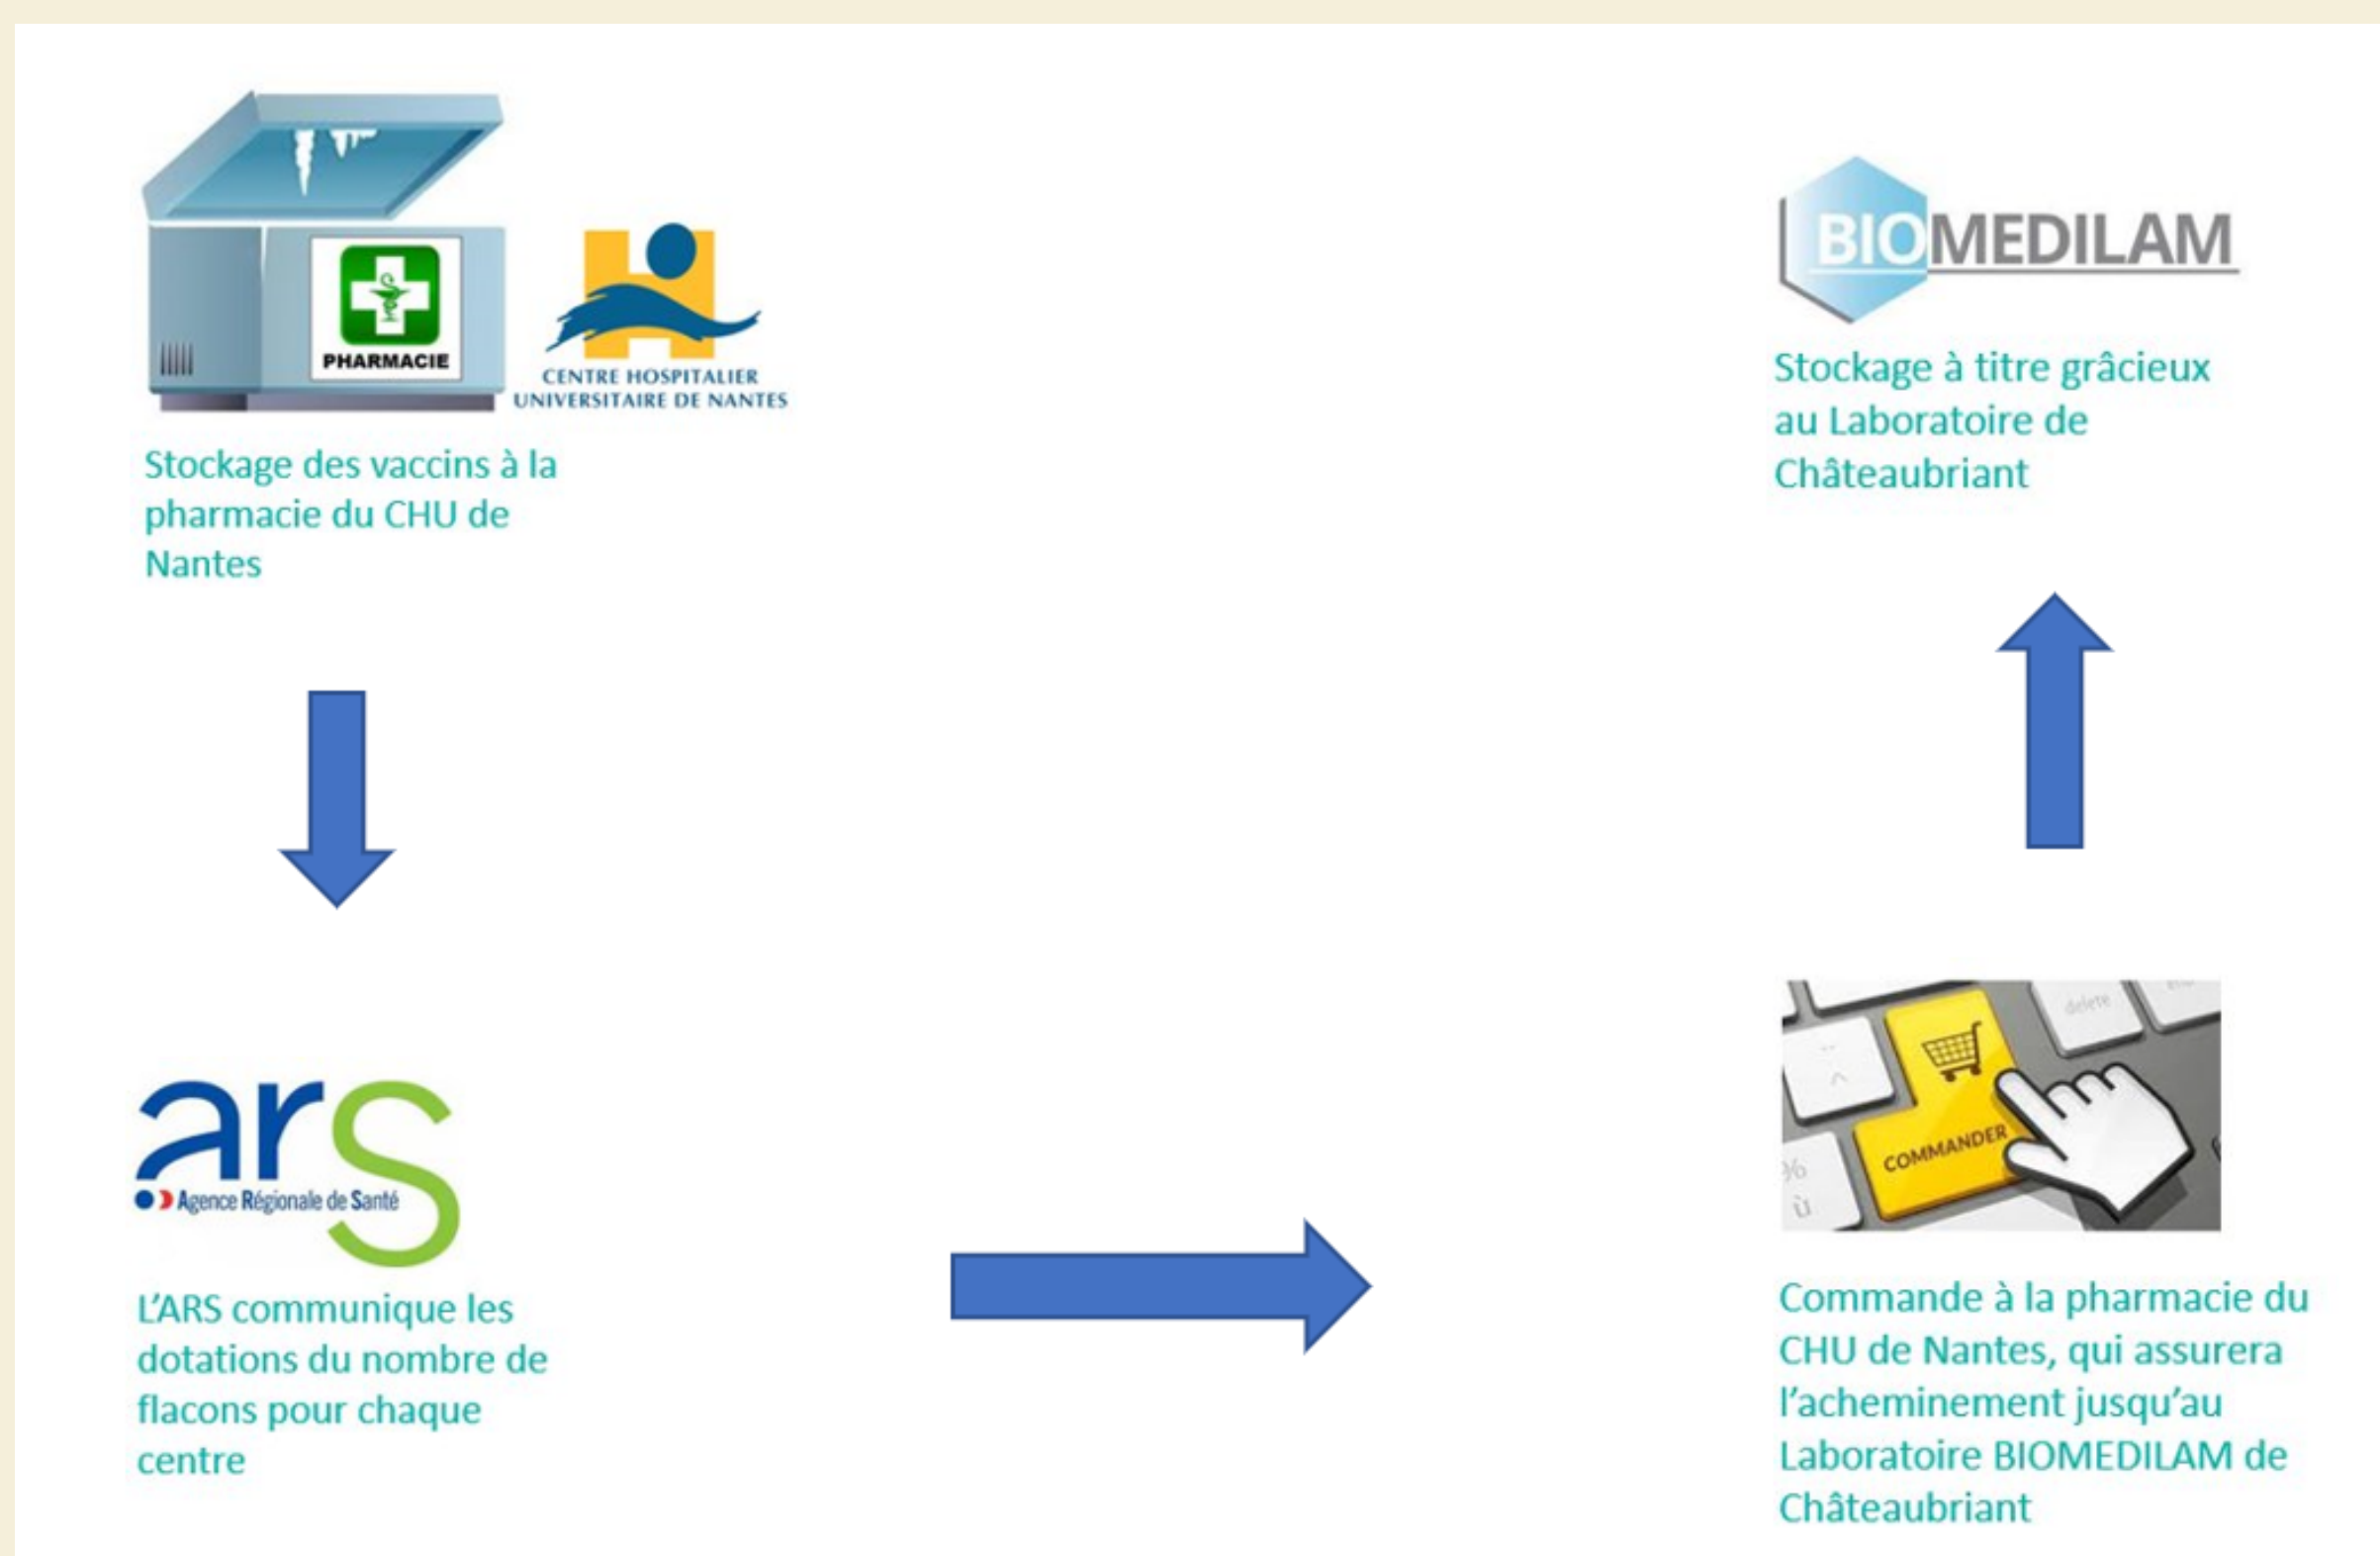 PHARMACIE
CENTRE HOSPITALIER
UNIVERSITAIRE DE NANTES
Stockage des vaccins à la
pharmacie du CHU de
Nantes
ars
Agence Régionale de Santé
L'ARS communique les
dotations du nombre de
flacons pour chaque
centre
delete
COMMANDER
%
ù
Commande à la pharmacie du
CHU de Nantes, qui assurera
l'acheminement jusqu'au
Laboratoire BIOMEDILAM de
Châteaubriant
BIOMEDILAM
Stockage à titre grâcieux
au Laboratoire de
Châteaubriant